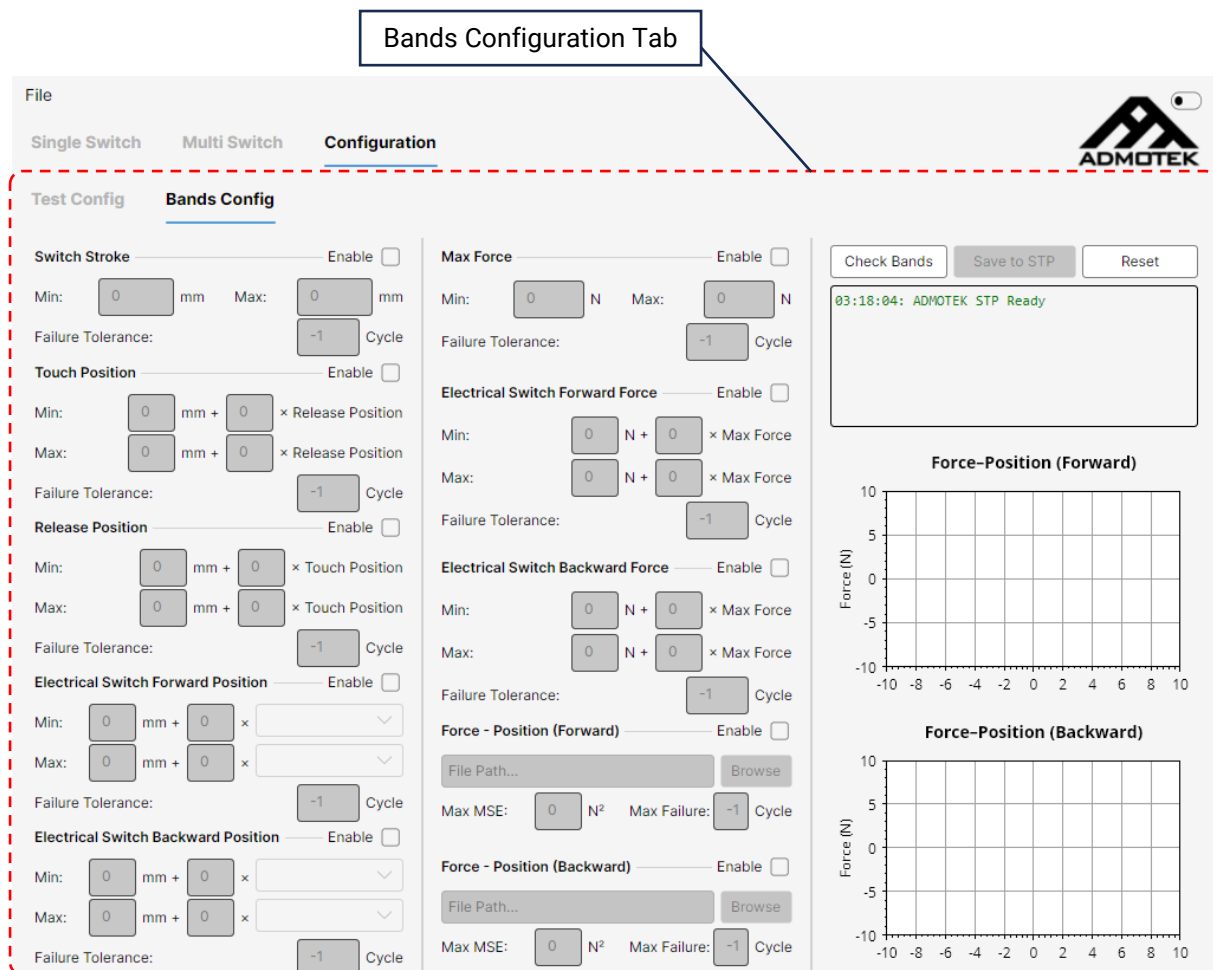 Bands Configuration Tab
File
Single Switch Multi Switch Configuration
ADMOTEK
Test Config Bands Config
Switch Stroke Enable
Min: 0 mm Max: 0 mm
Failure Tolerance: -1 Cycle
Touch Position Enable
Min: 0 mm + 0 × Release Position
Max: 0 mm + 0 × Release Position
Failure Tolerance: -1 Cycle
Release Position Enable
Min: 0 mm + 0 × Touch Position
Max: 0 mm + 0 × Touch Position
Failure Tolerance: -1 Cycle
Electrical Switch Forward Position Enable
Min: 0 mm + 0 ×
Max: 0 mm + 0 ×
Failure Tolerance: -1 Cycle
Electrical Switch Backward Position Enable
Min: 0 mm + 0 ×
Max: 0 mm + 0 ×
Failure Tolerance: -1 Cycle
Max Force Enable
Min: 0 N Max: 0 N
Failure Tolerance: -1 Cycle
Electrical Switch Forward Force Enable
Min: 0 N + 0 × Max Force
Max: 0 N + 0 × Max Force
Failure Tolerance: -1 Cycle
Electrical Switch Backward Force Enable
Min: 0 N + 0 × Max Force
Max: 0 N + 0 × Max Force
Failure Tolerance: -1 Cycle
Force - Position (Forward) Enable
File Path... Browse
Max MSE: 0 N² Max Failure: -1 Cycle
Force - Position (Backward) Enable
File Path... Browse
Max MSE: 0 N² Max Failure: -1 Cycle
Check Bands Save to STP Reset
03:18:04: ADMOTEK STP Ready
Force–Position (Forward)
Force (N)
10
5
0
-5
-10
-10 -8 -6 -4 -2 0 2 4 6 8 10
Force–Position (Backward)
Force (N)
10
5
0
-5
-10
-10 -8 -6 -4 -2 0 2 4 6 8 10